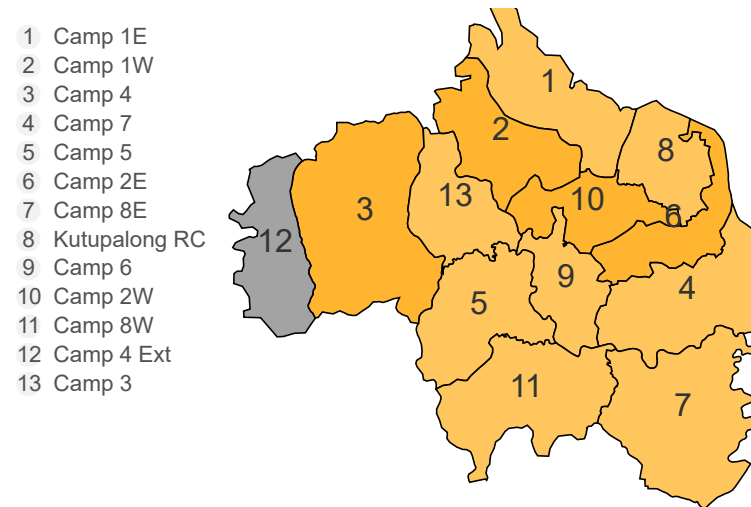 1 Camp 1E
2 Camp 1W
3 Camp 4
4 Camp 7
5 Camp 5
6 Camp 2E
7 Camp 8E
8 Kutupalong RC
9 Camp 6
10 Camp 2W
11 Camp 8W
12 Camp 4 Ext
13 Camp 3
1
2
8
13
10
3
6
12
9
4
5
11
7